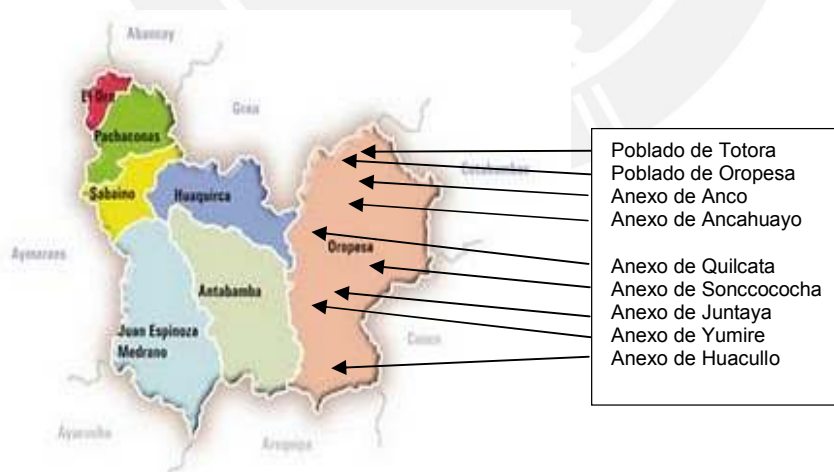 Abancay
Grau
El Oro
Pachaconas
Sabaino
Huaquirca
Cotabambas
Aymaraes
Oropesa
Antabamba
Juan Espinoza
Medrano
Cusco
Ayacucho
Arequipa
Poblado de Totora
Poblado de Oropesa
Anexo de Anco
Anexo de Ancahuayo
Anexo de Quilcata
Anexo de Sonccococha
Anexo de Juntaya
Anexo de Yumire
Anexo de Huacullo